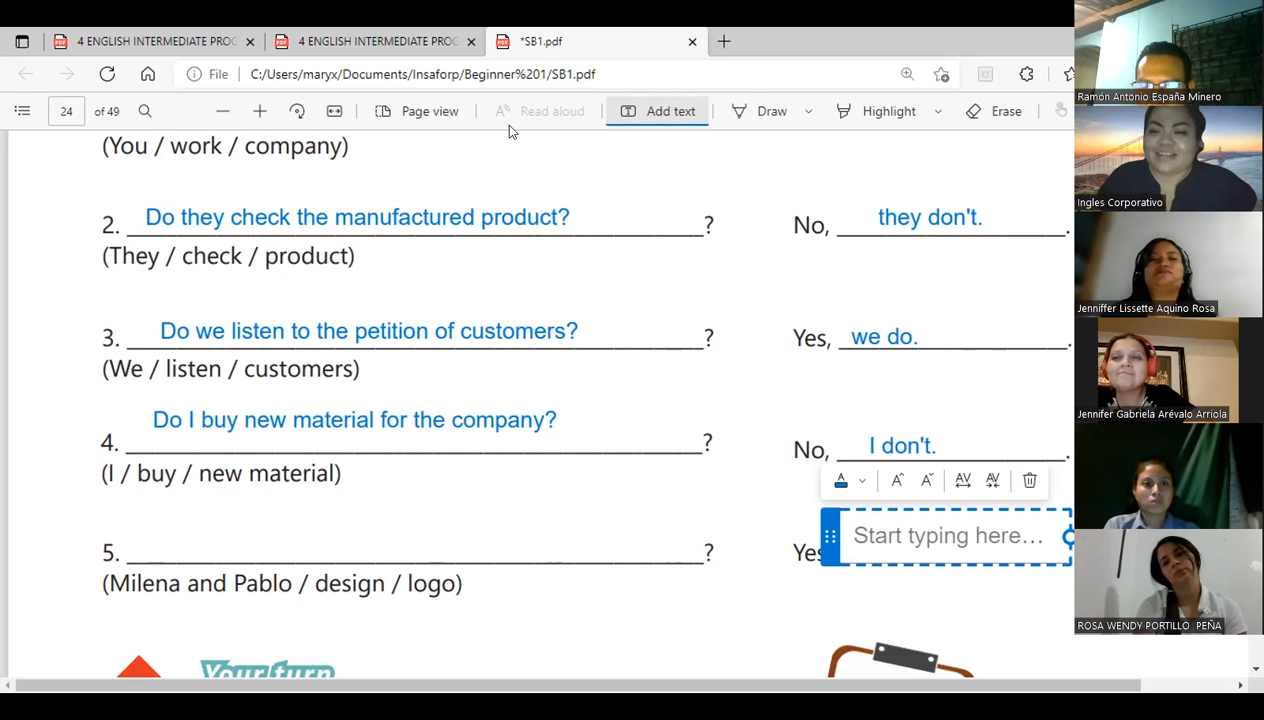 4 ENGLISH INTERMEDIATE PROG
4 ENGLISH INTERMEDIATE PROG
*SB1.pdf
File
C:/Users/maryx/Documents/Insaforp/Beginner%201/SB1.pdf
24 of 49
Page view
Read aloud
Add text
Draw
Highlight
Erase
(You / work / company)
2. Do they check the manufactured product? ? No, they don't.
(They / check / product)
3. Do we listen to the petition of customers? ? Yes, we do.
(We / listen / customers)
4. Do I buy new material for the company? ? No, I don't.
(I / buy / new material)
Start typing here...
5. ? Yes
(Milena and Pablo / design / logo)
Your turn
Ramón Antonio España Minero
Ingles Corporativo
Jenniffer Lissette Aquino Rosa
Jennifer Gabriela Arévalo Arriola
ROSA WENDY PORTILLO PEÑA